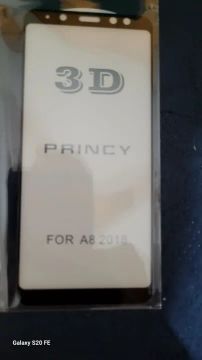 3D
PRINCY
FOR A8 2018
Galaxy S20 FE